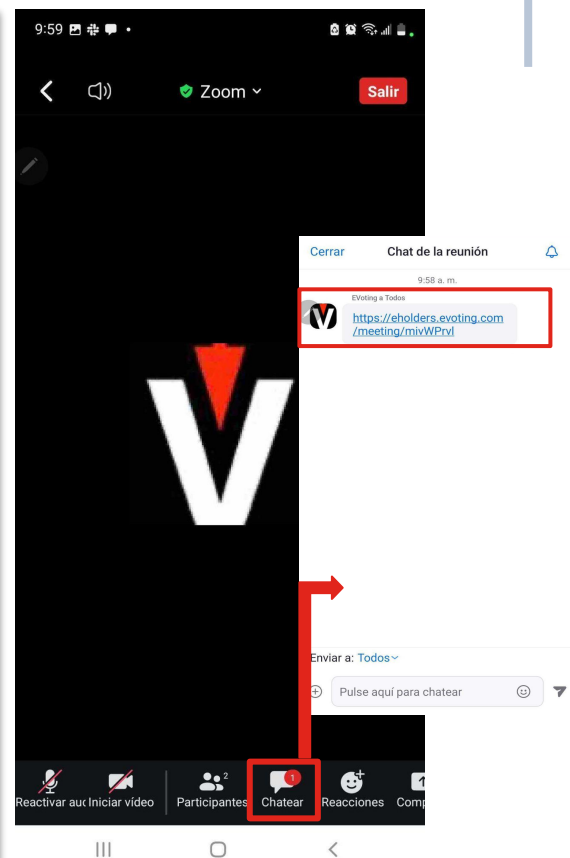 9:59
Zoom
Salir
Cerrar
Chat de la reunión
9:58 a. m.
EVoting a Todos
https://eholders.evoting.com
/meeting/mivWPrvl
Enviar a: Todos
Pulse aquí para chatear
2
1
Reactivar auc
Iniciar vídeo
Participantes
Chatear
Reacciones
Comp